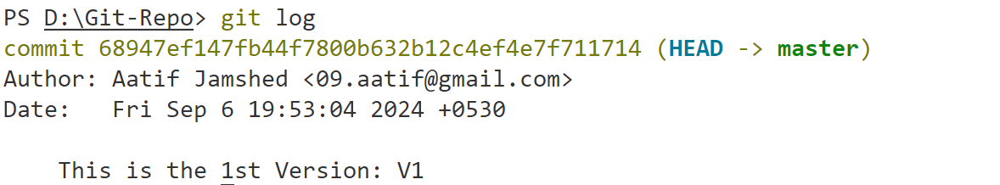 PS D:\Git-Repo> git log
commit 68947ef147fb44f7800b632b12c4ef4e7f711714 (HEAD -> master)
Author: Aatif Jamshed <09.aatif@gmail.com>
Date:   Fri Sep 6 19:53:04 2024 +0530

    This is the 1st Version: V1